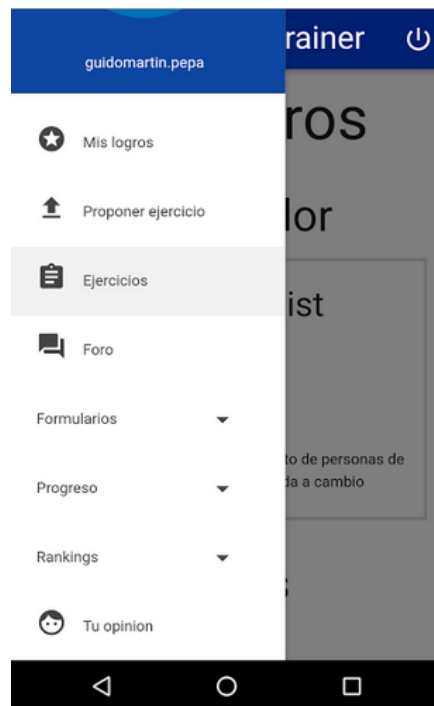 rainer
guidomartin.pepa
ros
Mis logros
Proponer ejercicio
lor
Ejercicios
ist
Foro
Formularios
to de personas de
da a cambio
Progreso
Rankings
Tu opinion